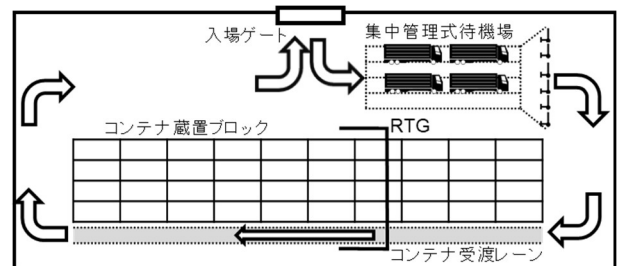 入場ゲート
集中管理式待機場
コンテナ蔵置ブロック
RTG
コンテナ受渡レーン